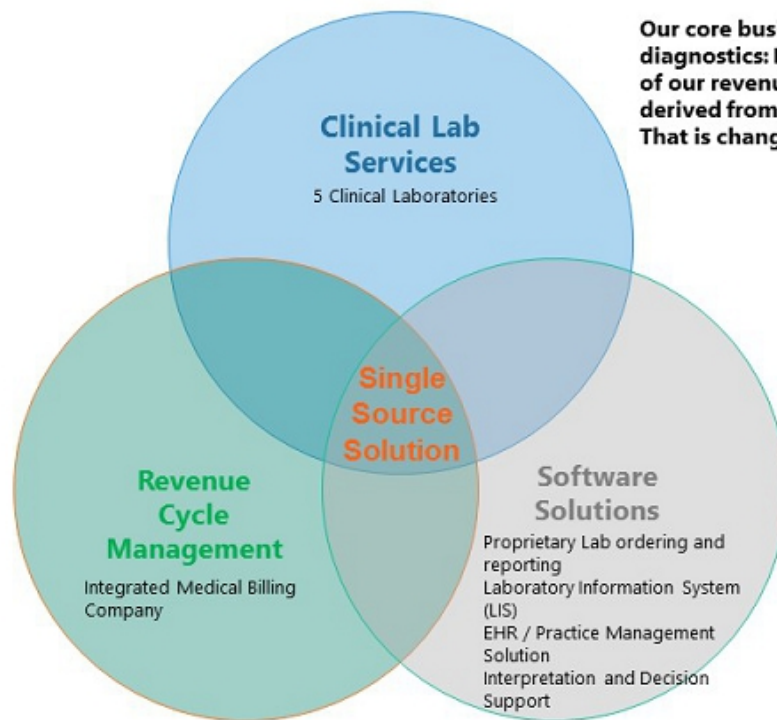 Our core bus
diagnostics:
of our revenu
derived from
That is chang
Clinical Lab
Services
5 Clinical Laboratories
Single
Source
Solution
Revenue
Cycle
Management
Integrated Medical Billing
Company
Software
Solutions
Proprietary Lab ordering and
reporting
Laboratory Information System
(LIS)
EHR / Practice Management
Solution
Interpretation and Decision
Support